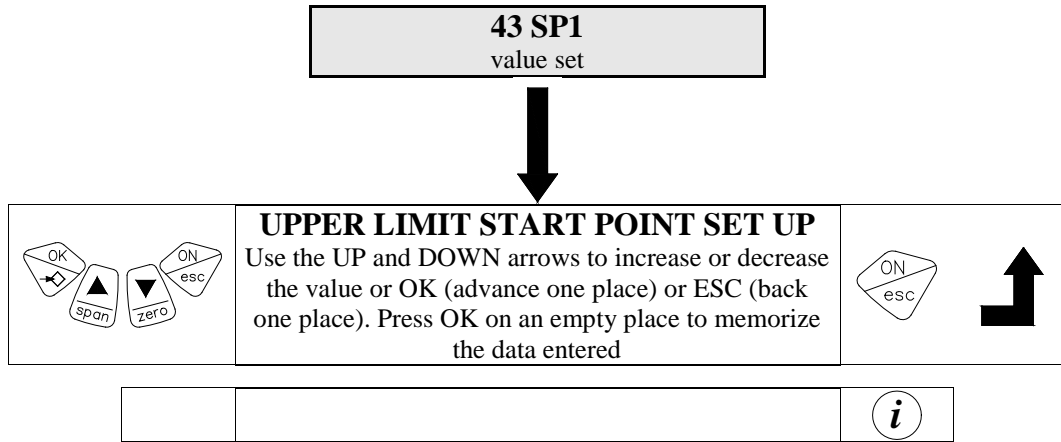 43 SP1
value set
UPPER LIMIT START POINT SET UP
Use the UP and DOWN arrows to increase or decrease
the value or OK (advance one place) or ESC (back
one place). Press OK on an empty place to memorize
the data entered
OK
span
zero
ON
esc
ON
esc
i